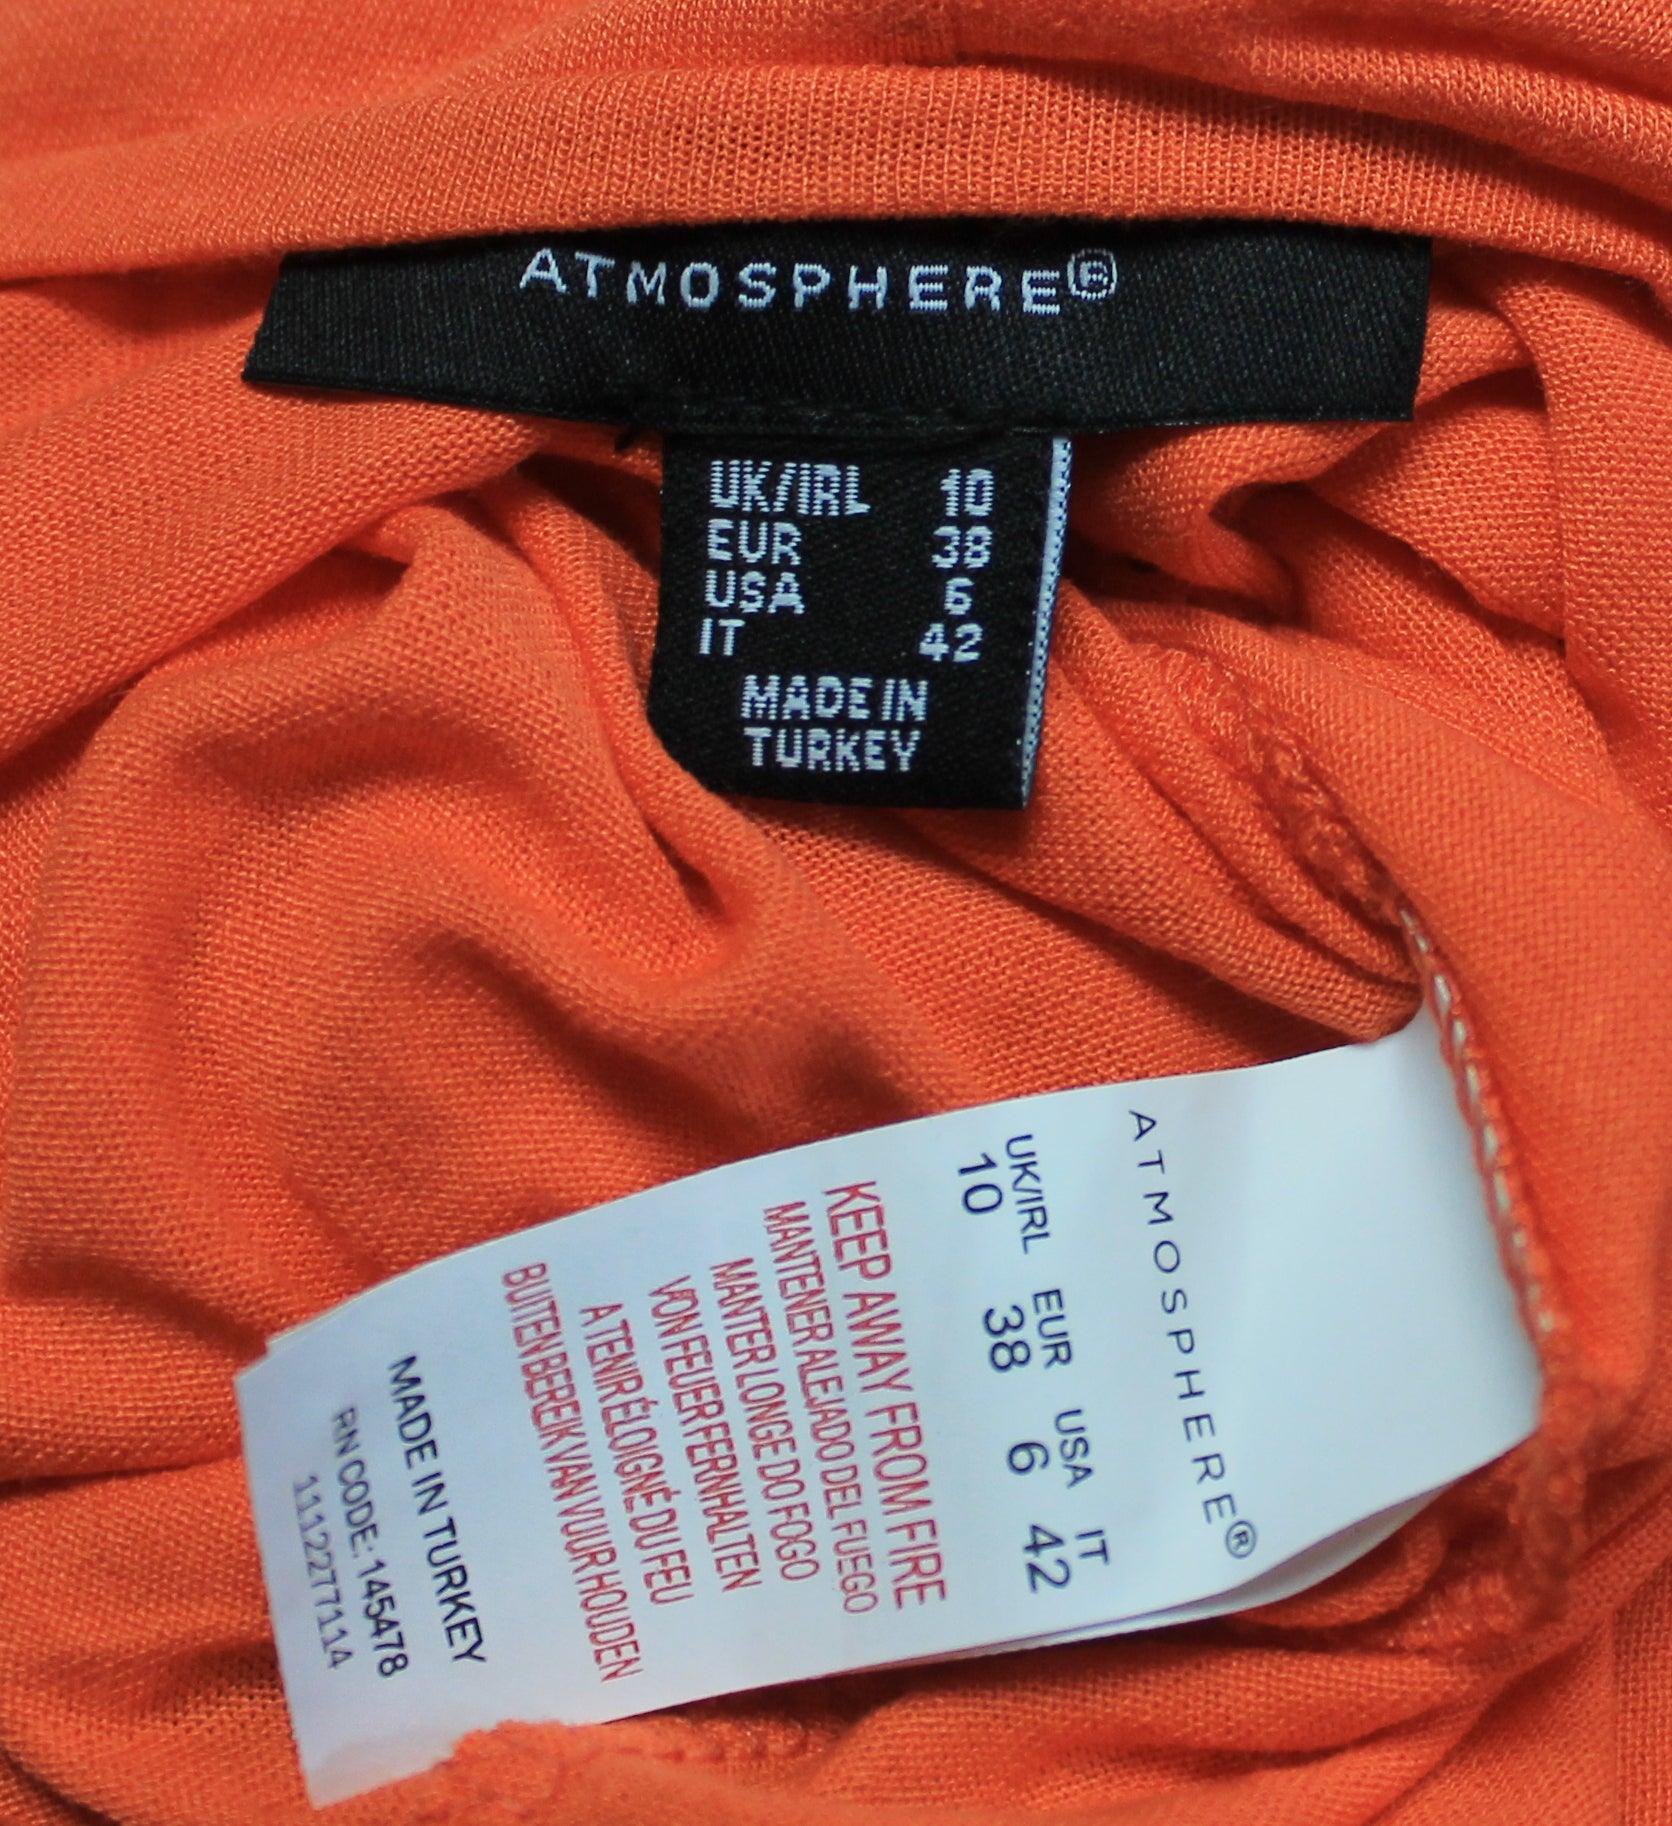 ATMOSPHERE®
UK/IRL 10
EUR 38
USA 6
IT 42
MADE IN
TURKEY
ATMOSPHERE®
UK/IRL EUR USA IT
10 38 6 42
KEEP AWAY FROM FIRE
MANTENER ALEJADO DEL FUEGO
MANTER LONGE DO FOGO
VON FEUER FERNHALTEN
A TENIR ÉLOIGNÉ DU FEU
BUITEN BEREIK VAN VUUR HOUDEN
MADE IN TURKEY
RN CODE: 145478
1112277114